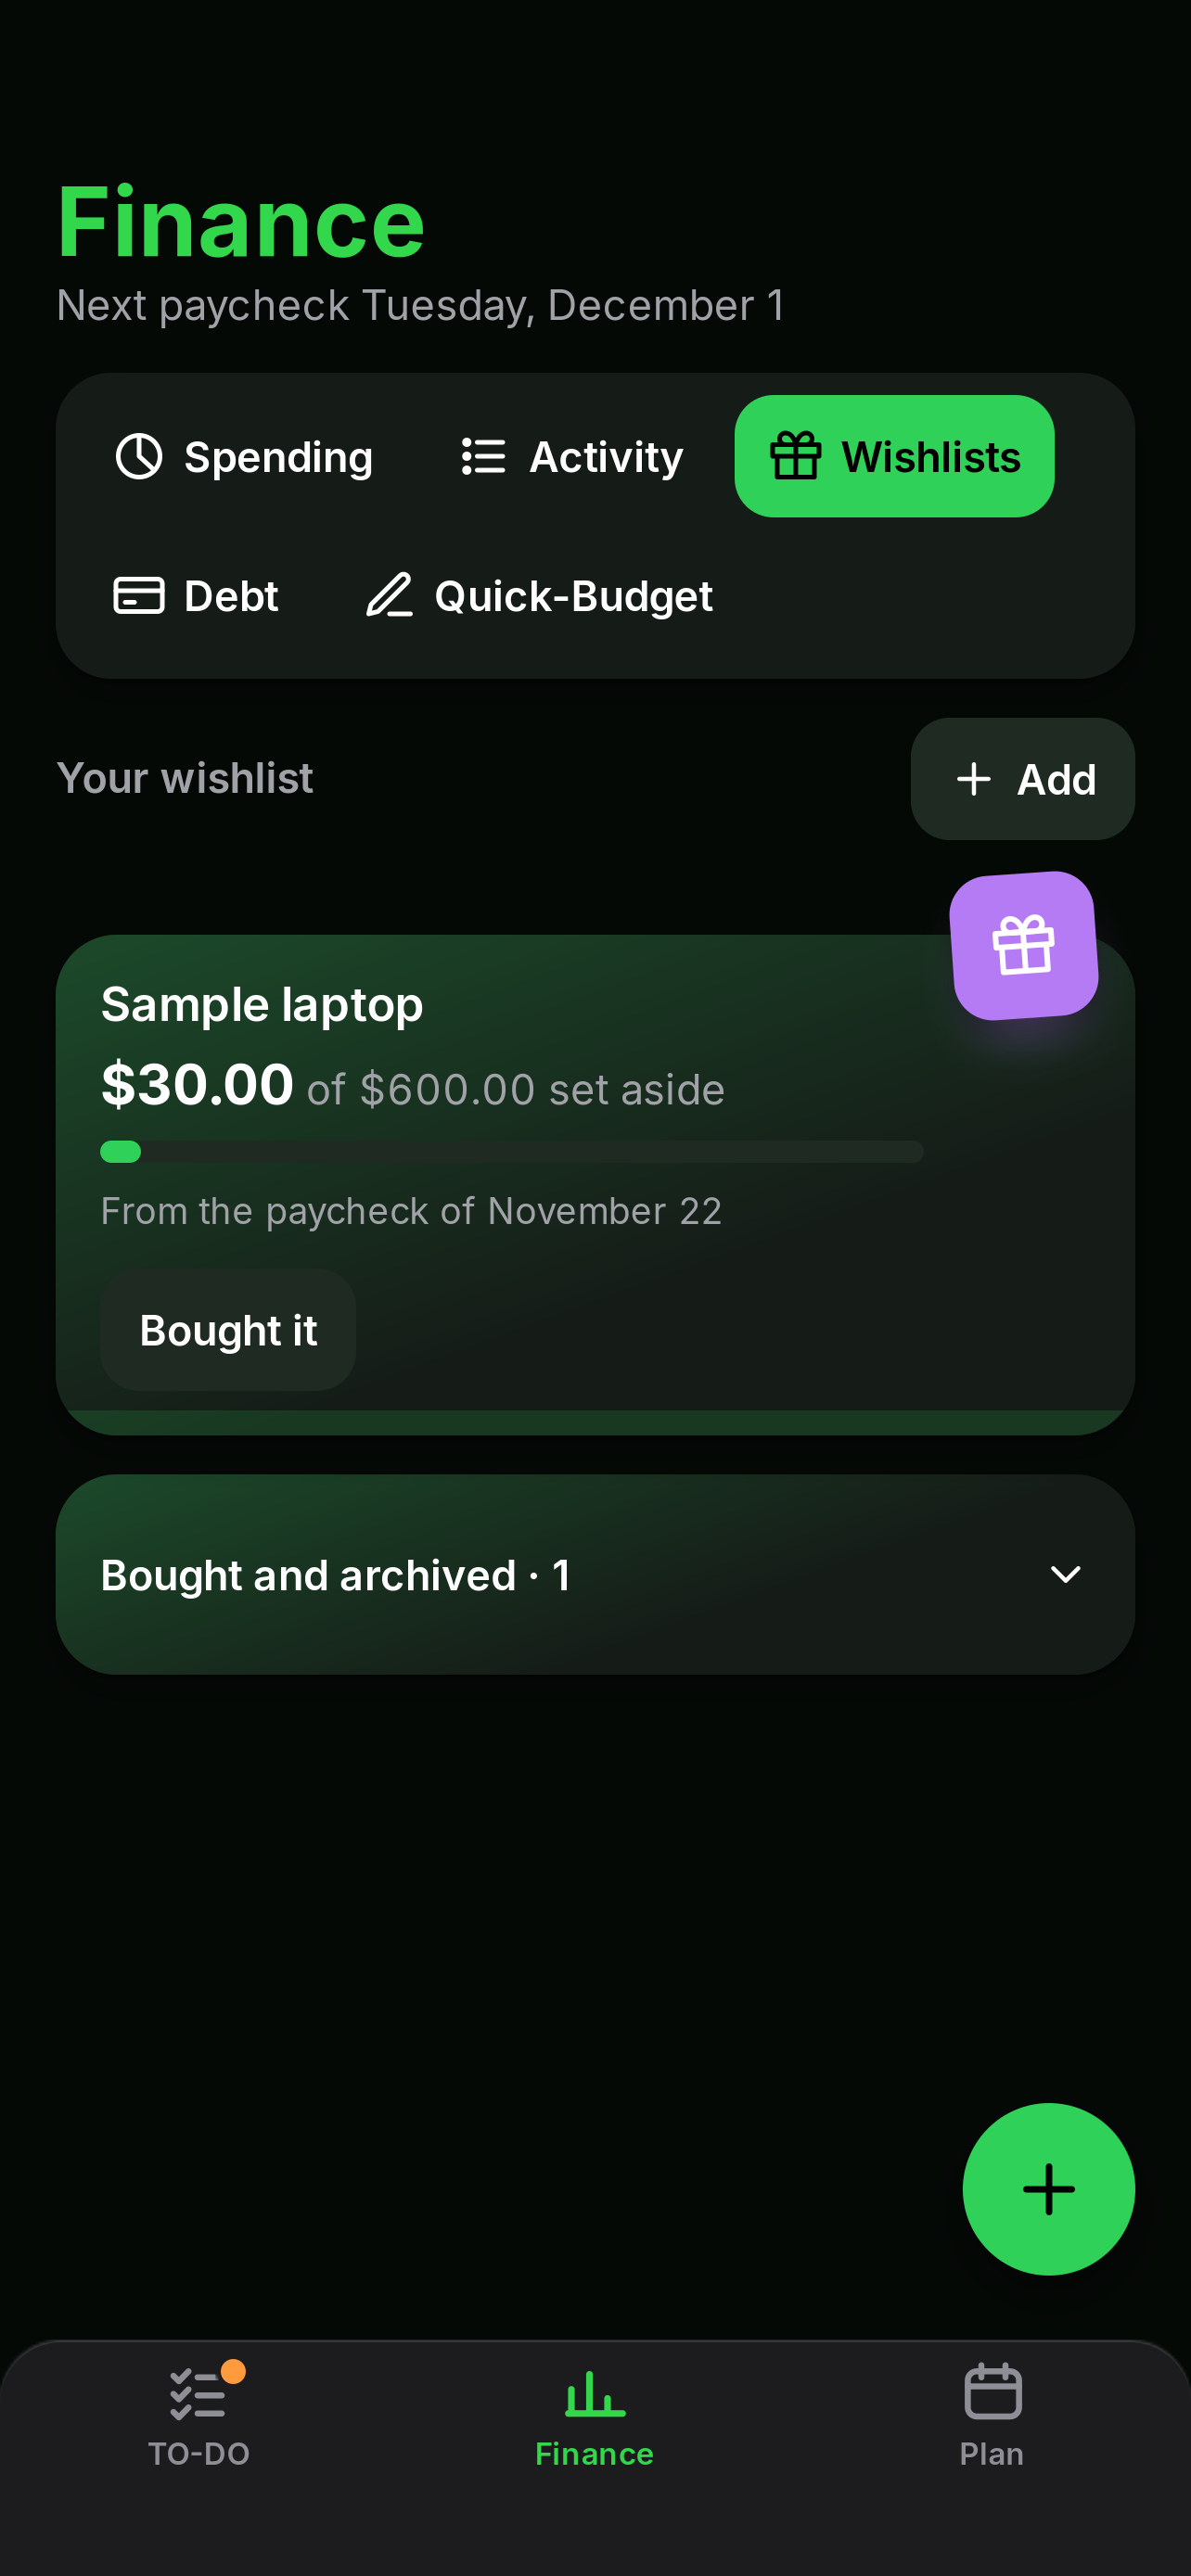 Finance
Next paycheck Tuesday, December 1
Spending
Activity
Wishlists
Debt
Quick-Budget
Your wishlist
Add
Sample laptop
$30.00 of $600.00 set aside
From the paycheck of November 22
Bought it
Bought and archived · 1
TO-DO
Finance
Plan